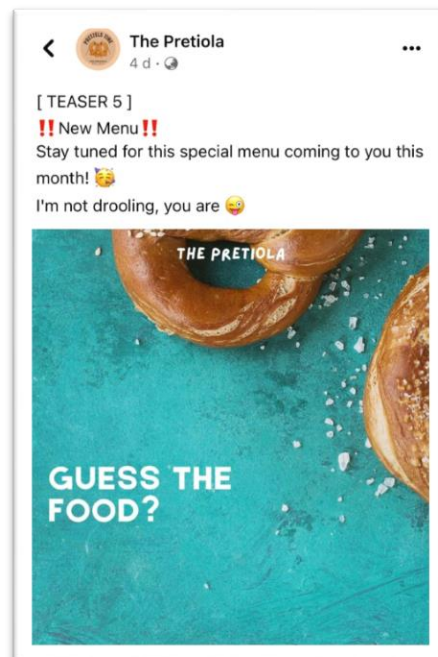 The Pretiola
4 d ·
[ TEASER 5 ]
‼️New Menu‼️
Stay tuned for this special menu coming to you this
month! 🥳
I'm not drooling, you are 😜
THE PRETIOLA
GUESS THE
FOOD?